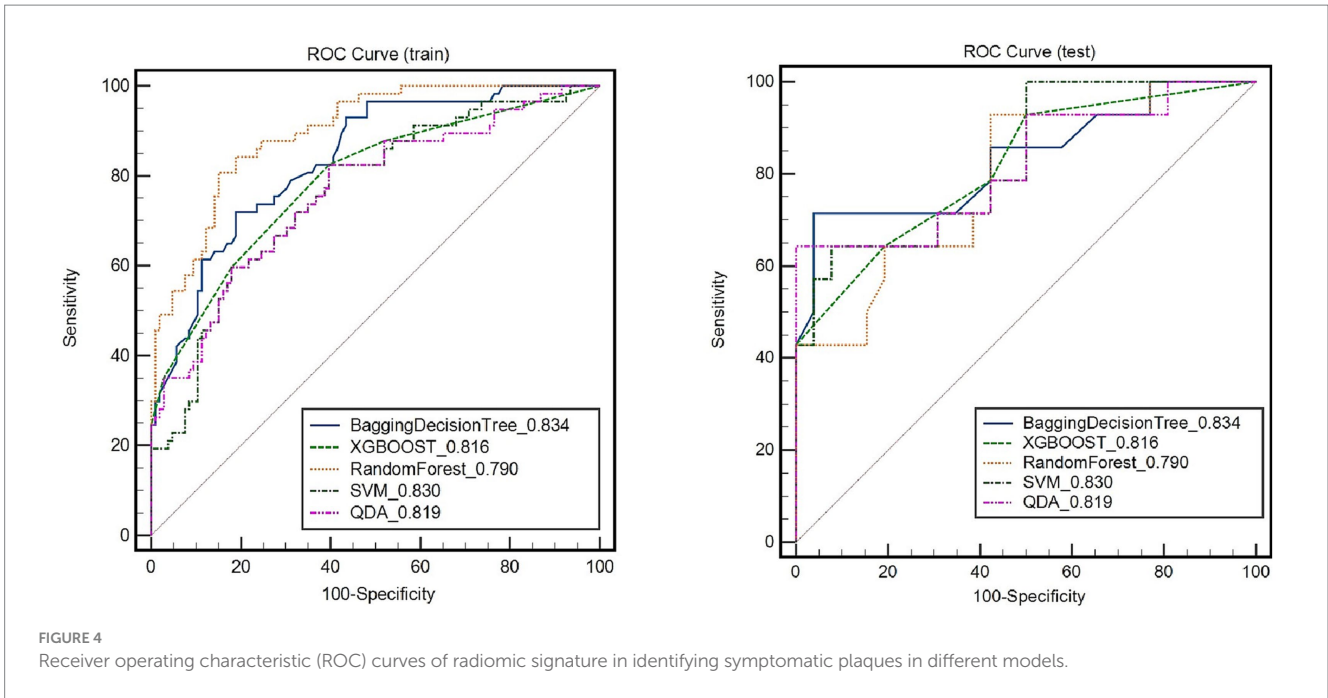 ROC Curve (train)
100
80
60
40
20
0
Sensitivity
BaggingDecisionTree_0.834
XGBOOST_0.816
RandomForest_0.790
SVM_0.830
QDA_0.819
0 20 40 60 80 100
100-Specificity
ROC Curve (test)
100
80
60
40
20
0
Sensitivity
BaggingDecisionTree_0.834
XGBOOST_0.816
RandomForest_0.790
SVM_0.830
QDA_0.819
0 20 40 60 80 100
100-Specificity
FIGURE 4
Receiver operating characteristic (ROC) curves of radiomic signature in identifying symptomatic plaques in different models.